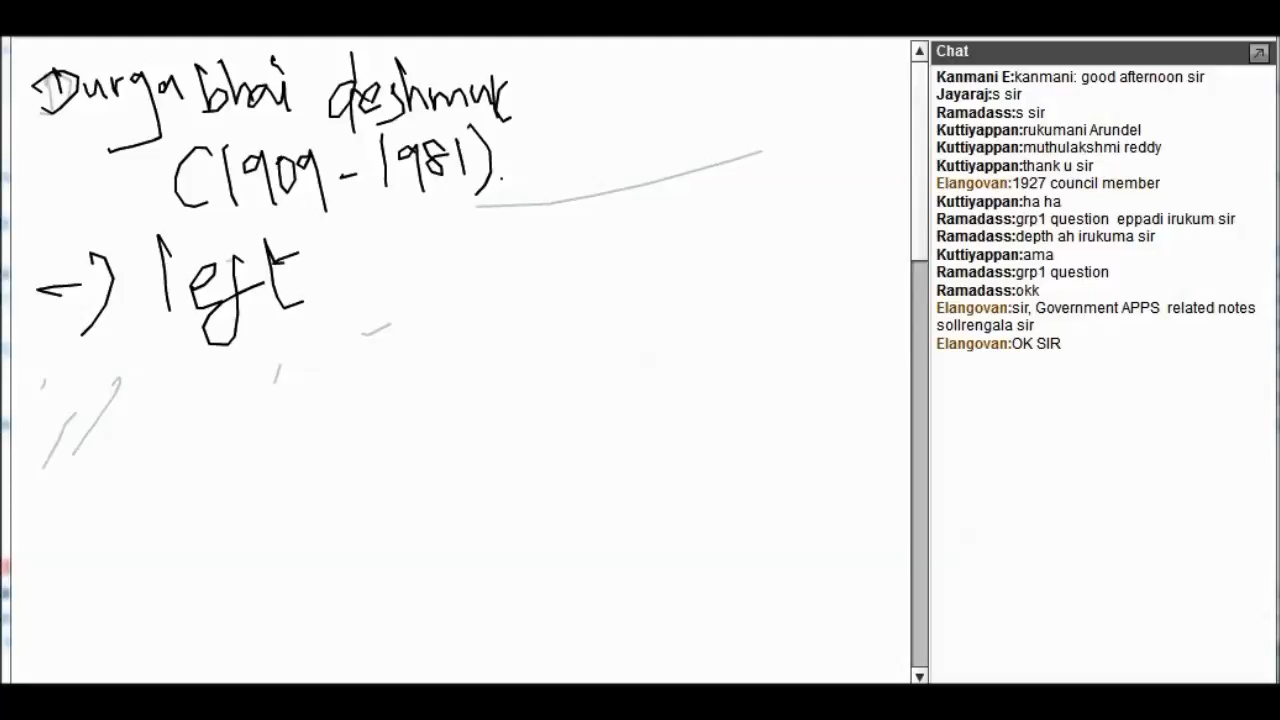 Durgabhai deshmuk
(1909-1981).
-) left
Chat
Kanmani E:kanmani: good afternoon sir
Jayaraj:s sir
Ramadass:s sir
Kuttiyappan:rukumani Arundel
Kuttiyappan:muthulakshmi reddy
Kuttiyappan:thank u sir
Elangovan:1927 council member
Kuttiyappan:ha ha
Ramadass:grp1 question eppadi irukum sir
Ramadass:depth ah irukuma sir
Kuttiyappan:ama
Ramadass:grp1 question
Ramadass:okk
Elangovan:sir, Government APPS related notes
sollrengala sir
Elangovan:OK SIR